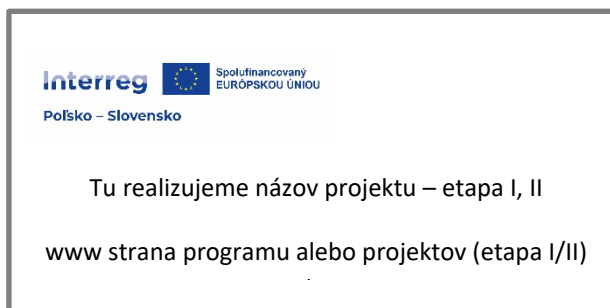 Interreg
Spolufinancovaný
EURÓPSKOU ÚNIOU
Poľsko – Slovensko
Tu realizujeme názov projektu – etapa I, II
www strana programu alebo projektov (etapa I/II)